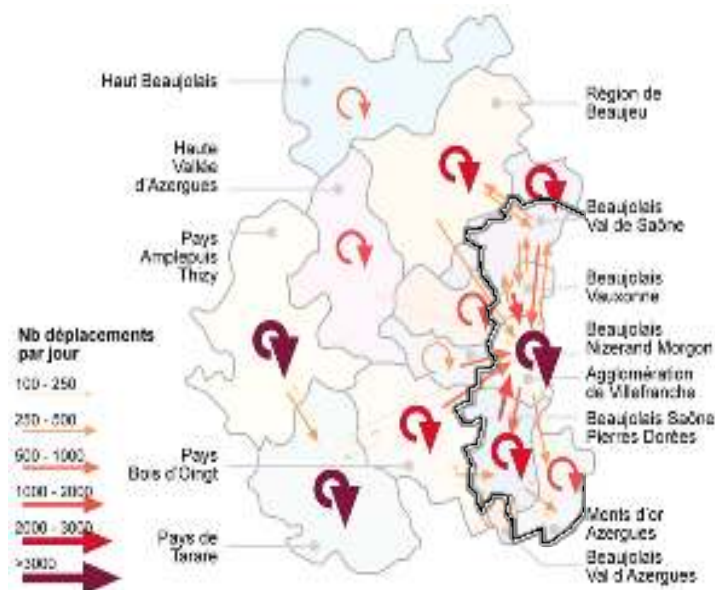 Haut Beaujolais
Région de
Beaujeu
Haute
Vallée
d'Azergues
Beaujolais
Val de Saône
Pays
Amplepuis
Thizy
Beaujolais
Vauxonne
Nb déplacements
par jour
Beaujolais
Nizerand Morgon
Agglomération
de Villefranche
100 - 250
250 - 500
500 - 1000
1000 - 2000
2000 - 3000
>3000
Beaujolais Saône
Pierres Dorées
Pays
Bois d'Oingt
Monts d'or
Azergues
Pays de
Tarare
Beaujolais
Val d'Azergues